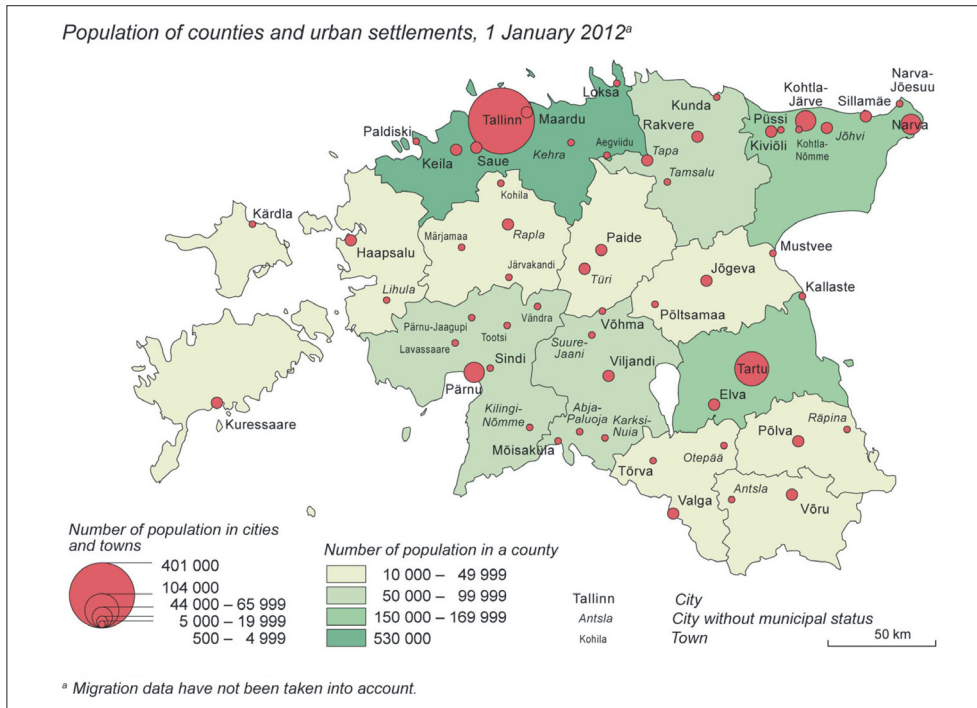 Population of counties and urban settlements, 1 January 2012ᵃ
Loksa
Kunda
Kohtla-
Järve
Narva-
Jõesuu
Sillamäe
Tallinn
Maardu
Rakvere
Püssi
Kiviõli
Kohtla-
Nõmme
Jõhvi
Narva
Paldiski
Keila
Saue
Kehra
Aegviidu
Tapa
Tamsalu
Kärdla
Haapsalu
Kohila
Märjamaa
Rapla
Järvakandi
Paide
Türi
Mustvee
Jõgeva
Kallaste
Lihula
Põltsamaa
Pärnu-Jaagupi
Vändra
Tootsi
Lavassaare
Võhma
Suure-
Jaani
Sindi
Pärnu
Viljandi
Tartu
Elva
Kuressaare
Kilingi-
Nõmme
Abja-
Paluoja
Karksi-
Nuia
Mõisaküla
Tõrva
Otepää
Põlva
Räpina
Valga
Antsla
Võru
Number of population in cities
and towns
401 000
104 000
44 000 – 65 999
5 000 – 19 999
500 – 4 999
Number of population in a county
10 000 – 49 999
50 000 – 99 999
150 000 – 169 999
530 000
Tallinn City
Antsla City without municipal status
Kohila Town
50 km
ᵃ Migration data have not been taken into account.